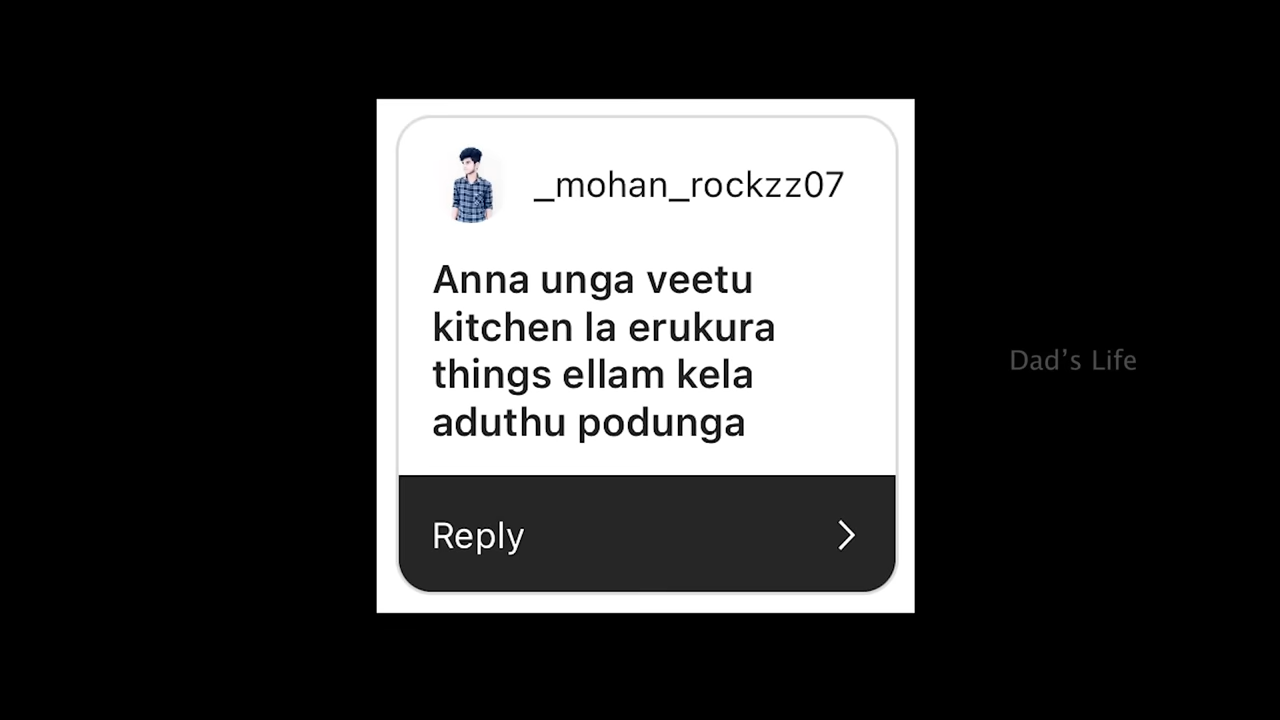 _mohan_rockzz07
Anna unga veetu
kitchen la erukura
things ellam kela
aduthu podunga
Reply
Dad’s Life